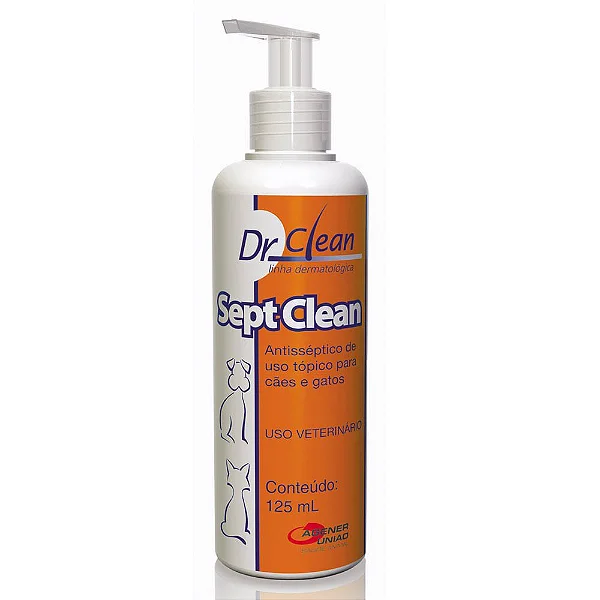 Dr.Clean
linha dermatológica
Sept Clean
Antisséptico de
uso tópico para
cães e gatos
USO VETERINÁRIO
Conteúdo:
125 mL
AGENER
UNIÃO